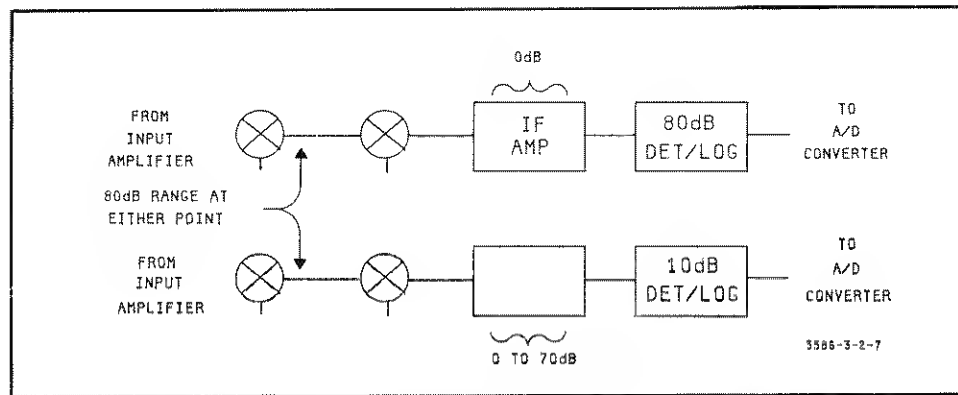 0dB
FROM
INPUT
AMPLIFIER
IF
AMP
80dB
DET/LOG
TO
A/D
CONVERTER
80dB RANGE AT
EITHER POINT
FROM
INPUT
AMPLIFIER
10dB
DET/LOG
TO
A/D
CONVERTER
0 TO 70dB
3586-3-2-7